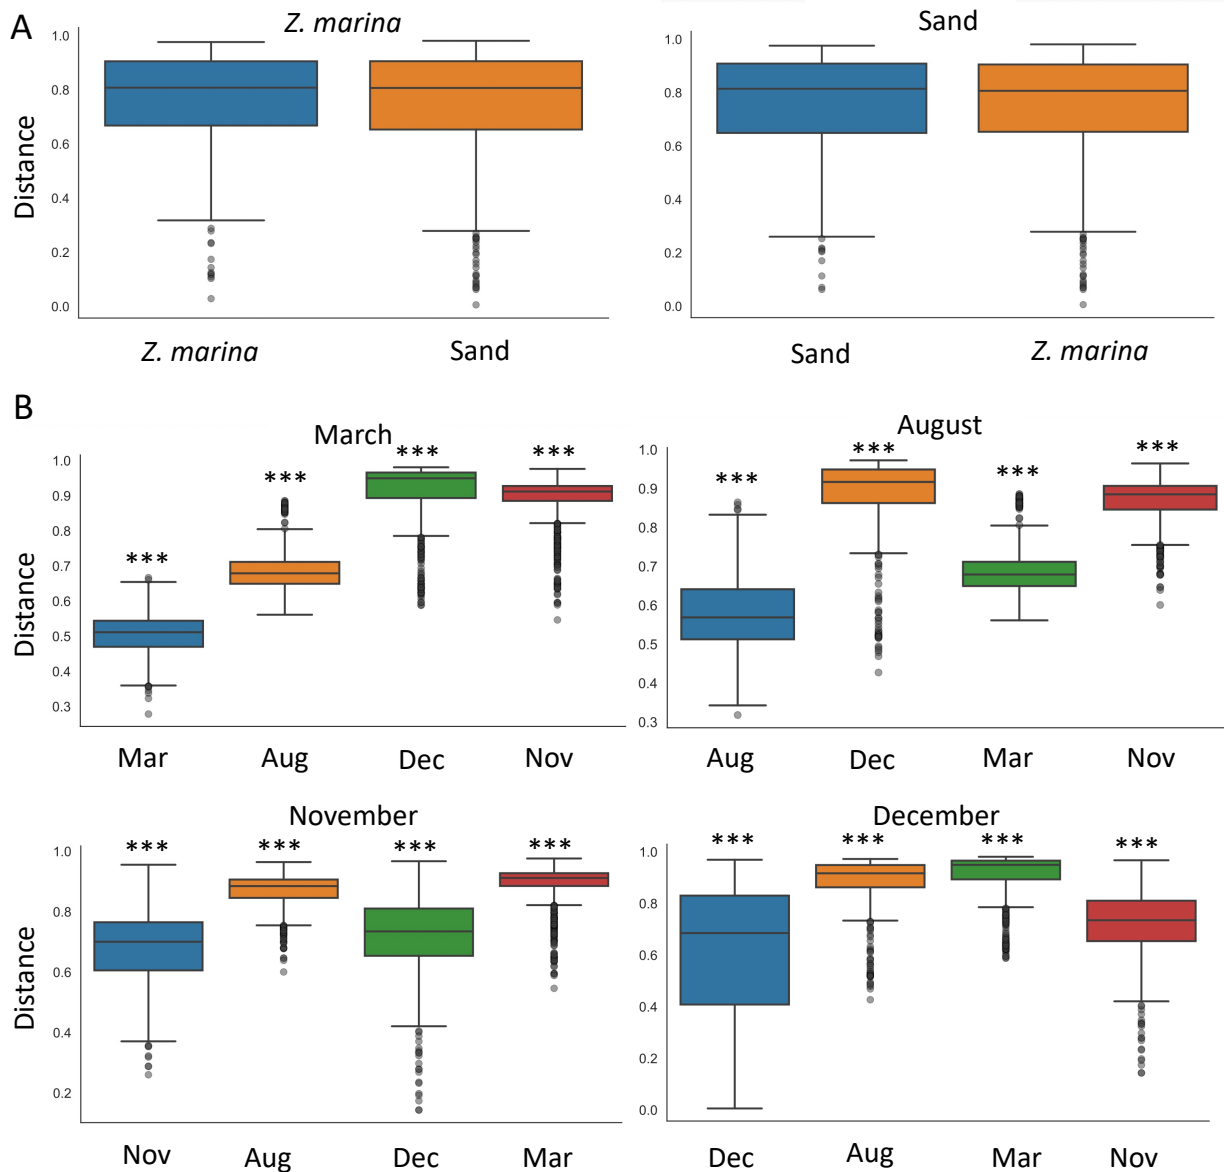 A
Z. marina
Sand
Distance
1.0
0.8
0.6
0.4
0.2
0.0
1.0
0.8
0.6
0.4
0.2
0.0
Z. marina
Sand
Sand
Z. marina
B
March
August
Distance
1.0
0.9
0.8
0.7
0.6
0.5
0.4
0.3
***
***
***
***
1.0
0.9
0.8
0.7
0.6
0.5
0.4
0.3
***
***
***
***
Mar
Aug
Dec
Nov
Aug
Dec
Mar
Nov
November
December
Distance
1.0
0.8
0.6
0.4
0.2
***
***
***
***
1.0
0.8
0.6
0.4
0.2
0.0
***
***
***
***
Nov
Aug
Dec
Mar
Dec
Aug
Mar
Nov